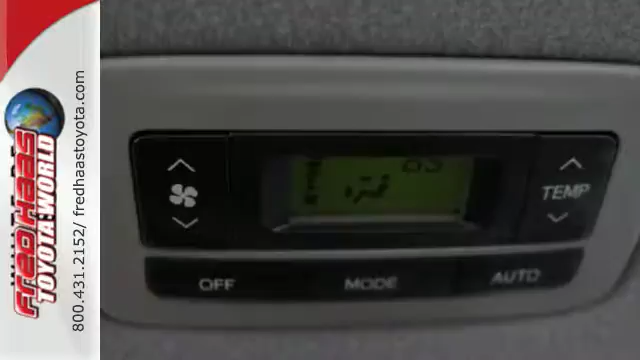 FRED HAAS
TOYOTA WORLD
800.431.2152/ fredhaastoyota.com
TEMP
OFF
MODE
AUTO